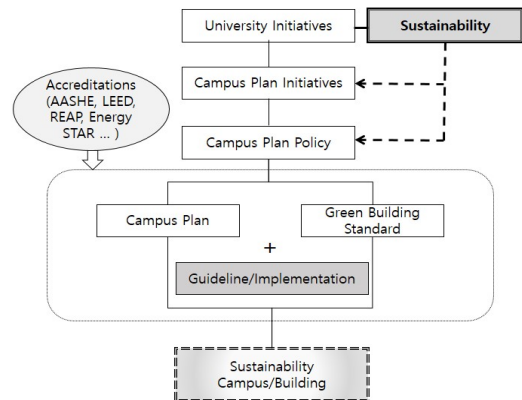 University Initiatives
Sustainability
Campus Plan Initiatives
Accreditations
(AASHE, LEED,
REAP, Energy
STAR ... )
Campus Plan Policy
Campus Plan
Green Building
Standard
+
Guideline/Implementation
Sustainability
Campus/Building